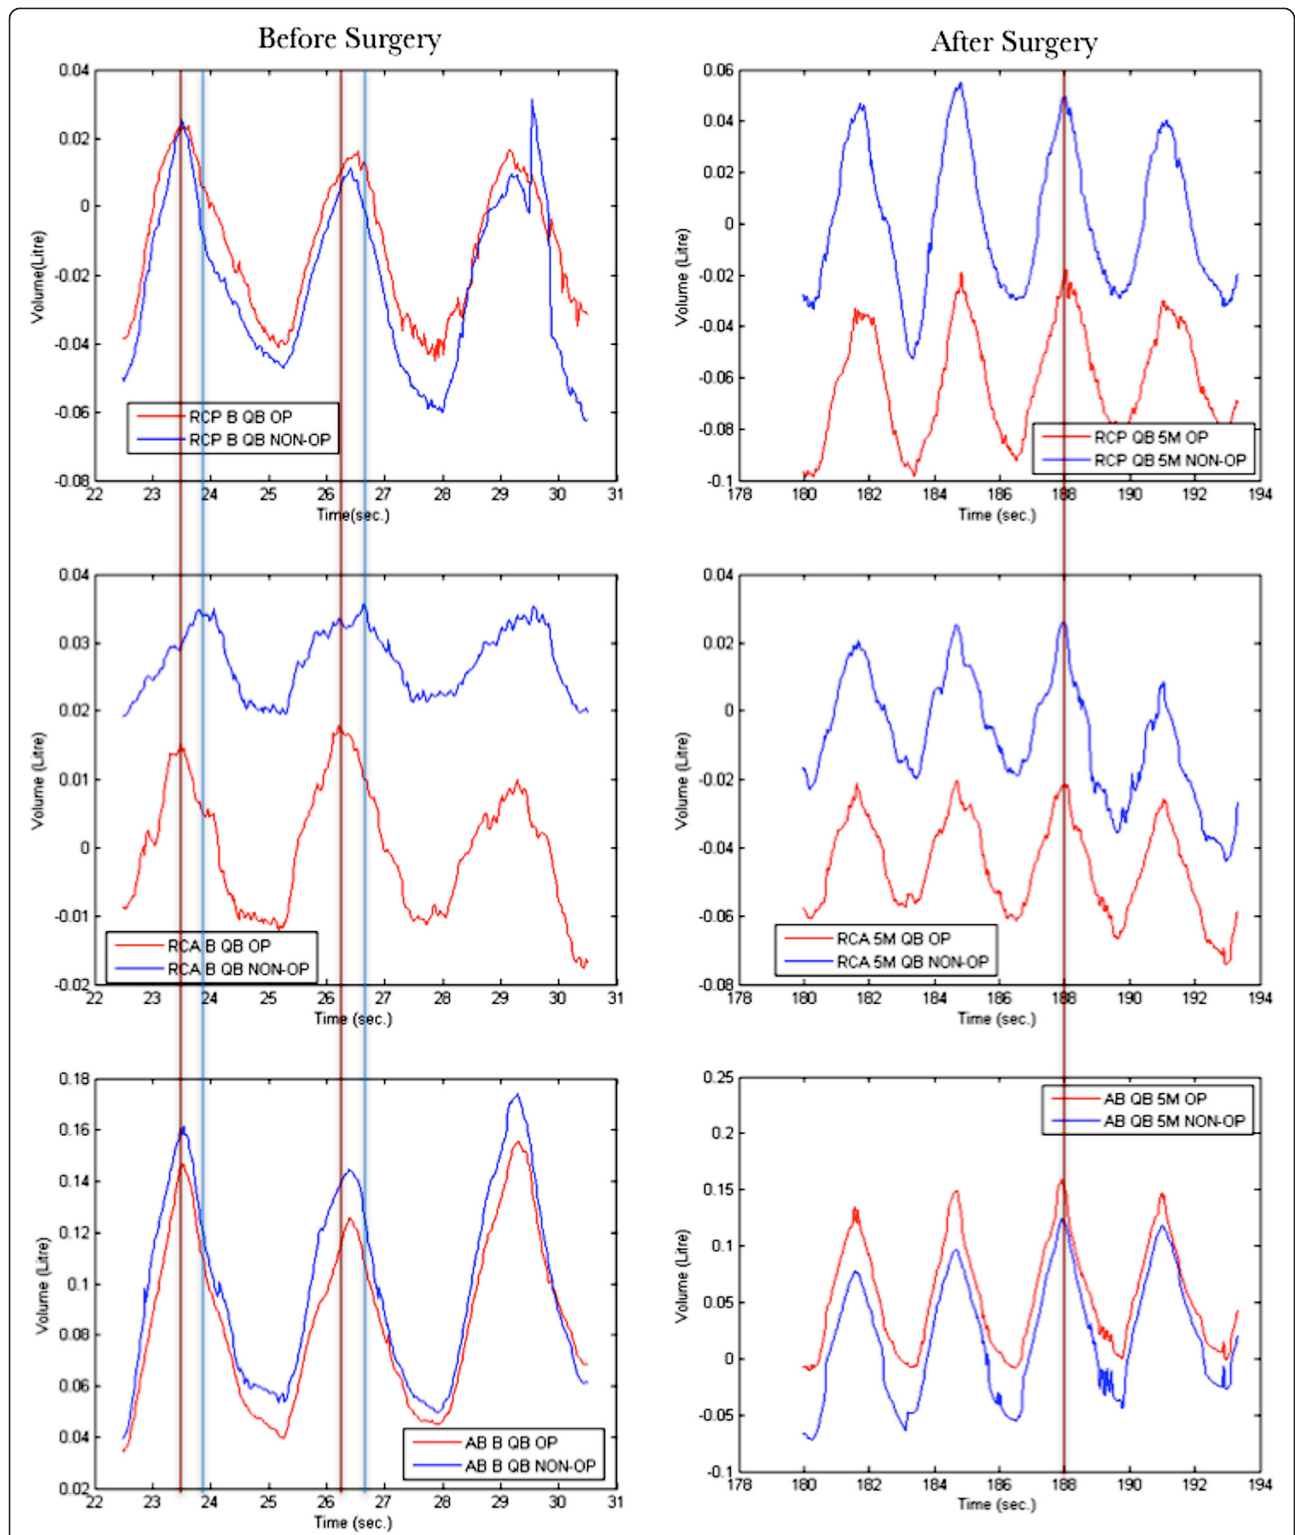 Before Surgery
After Surgery
0.04
0.02
0
-0.02
-0.04
-0.06
-0.08
Volume(Litre)
RCP B QB OP
RCP B QB NON-OP
22 23 24 25 26 27 28 29 30 31
Time(sec.)
0.06
0.04
0.02
0
-0.02
-0.04
-0.06
-0.08
-0.1
Volume (Litre)
RCP QB 5M OP
RCP QB 5M NON-OP
178 180 182 184 186 188 190 192 194
Time (sec.)
0.04
0.03
0.02
0.01
0
-0.01
-0.02
Volume (Litre)
RCA B QB OP
RCA B QB NON-OP
22 23 24 25 26 27 28 29 30 31
Time (sec.)
0.04
0.02
0
-0.02
-0.04
-0.06
-0.08
Volume (Litre)
RCA 5M QB OP
RCA 5M QB NON-OP
178 180 182 184 186 188 190 192 194
Time (sec.)
0.18
0.16
0.14
0.12
0.1
0.08
0.06
0.04
0.02
Volume (Litre)
AB B QB OP
AB B QB NON-OP
22 23 24 25 26 27 28 29 30 31
Time (sec.)
0.25
0.2
0.15
0.1
0.05
0
-0.05
-0.1
Volume (Litre)
AB QB 5M OP
AB QB 5M NON-OP
178 180 182 184 186 188 190 192 194
Time (sec.)